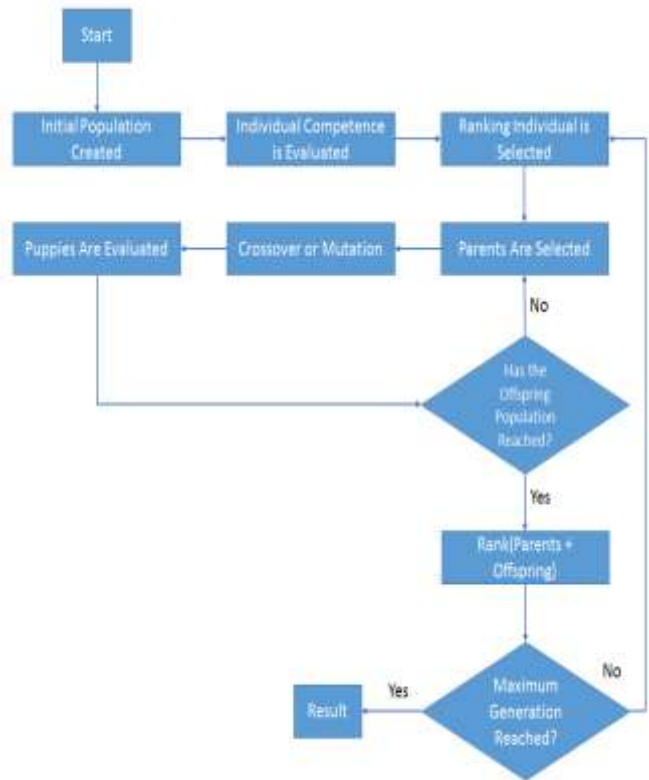 Start
Initial Population
Created
Individual Competence
is Evaluated
Ranking Individual is
Selected
Puppies Are Evaluated
Crossover or Mutation
Parents Are Selected
No
Has the
Offspring
Population
Reached?
Yes
Rank(Parents +
Offspring)
Maximum
Generation
Reached?
No
Yes
Result